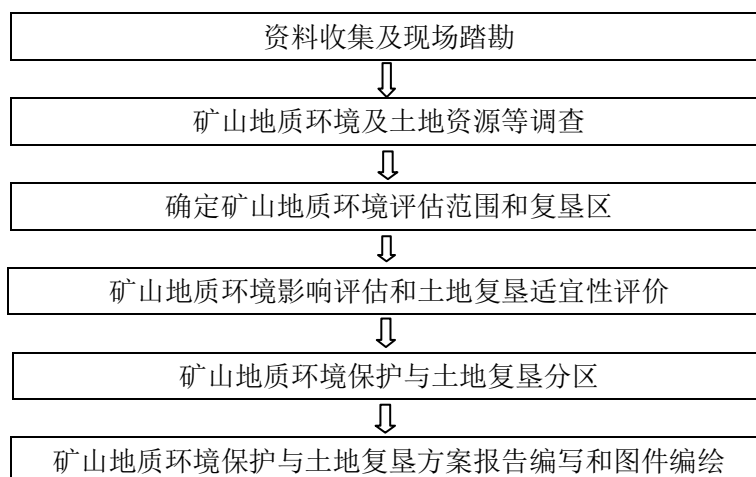 资料收集及现场踏勘
矿山地质环境及土地资源等调查
确定矿山地质环境评估范围和复垦区
矿山地质环境影响评估和土地复垦适宜性评价
矿山地质环境保护与土地复垦分区
矿山地质环境保护与土地复垦方案报告编写和图件编绘